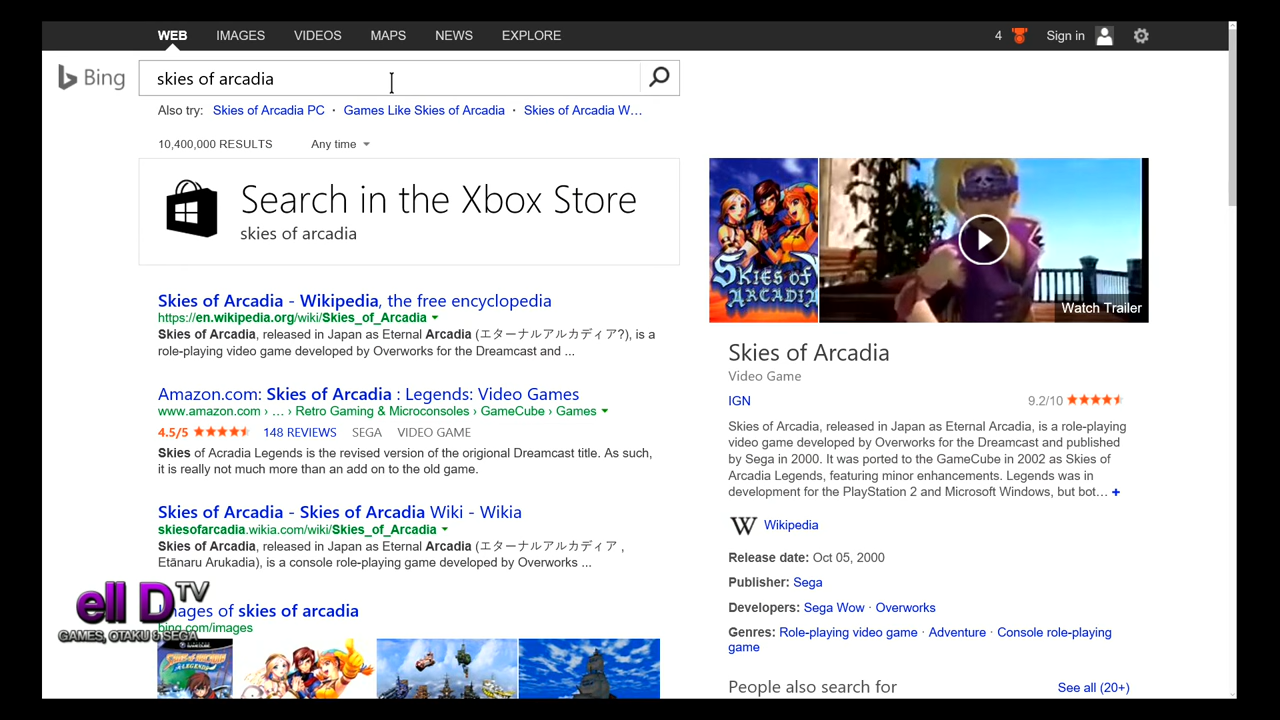 WEB IMAGES VIDEOS MAPS NEWS EXPLORE 4 Sign in
Bing skies of arcadia
Also try: Skies of Arcadia PC · Games Like Skies of Arcadia · Skies of Arcadia W...
10,400,000 RESULTS Any time
Search in the Xbox Store
skies of arcadia
Skies of Arcadia - Wikipedia, the free encyclopedia
https://en.wikipedia.org/wiki/Skies_of_Arcadia
Skies of Arcadia, released in Japan as Eternal Arcadia (エターナルアルカディア?), is a
role-playing video game developed by Overworks for the Dreamcast and ...
Amazon.com: Skies of Arcadia : Legends: Video Games
www.amazon.com › ... › Retro Gaming & Microconsoles › GameCube › Games
4.5/5 148 REVIEWS SEGA VIDEO GAME
Skies of Acradia Legends is the revised version of the origional Dreamcast title. As such,
it is really not much more than an add on to the old game.
Skies of Arcadia - Skies of Arcadia Wiki - Wikia
skiesofarcadia.wikia.com/wiki/Skies_of_Arcadia
Skies of Arcadia, released in Japan as Eternal Arcadia (エターナルアルカディア ,
Etānaru Arukadia), is a console role-playing game developed by Overworks ...
Images of skies of arcadia
bing.com/images
ell D TV
GAMES, OTAKU & SEGA
SKIES OF
ARCADIA
Watch Trailer
Skies of Arcadia
Video Game
IGN 9.2/10
Skies of Arcadia, released in Japan as Eternal Arcadia, is a role-playing
video game developed by Overworks for the Dreamcast and published
by Sega in 2000. It was ported to the GameCube in 2002 as Skies of
Arcadia Legends, featuring minor enhancements. Legends was in
development for the PlayStation 2 and Microsoft Windows, but bot... +
W Wikipedia
Release date: Oct 05, 2000
Publisher: Sega
Developers: Sega Wow · Overworks
Genres: Role-playing video game · Adventure · Console role-playing
game
People also search for See all (20+)